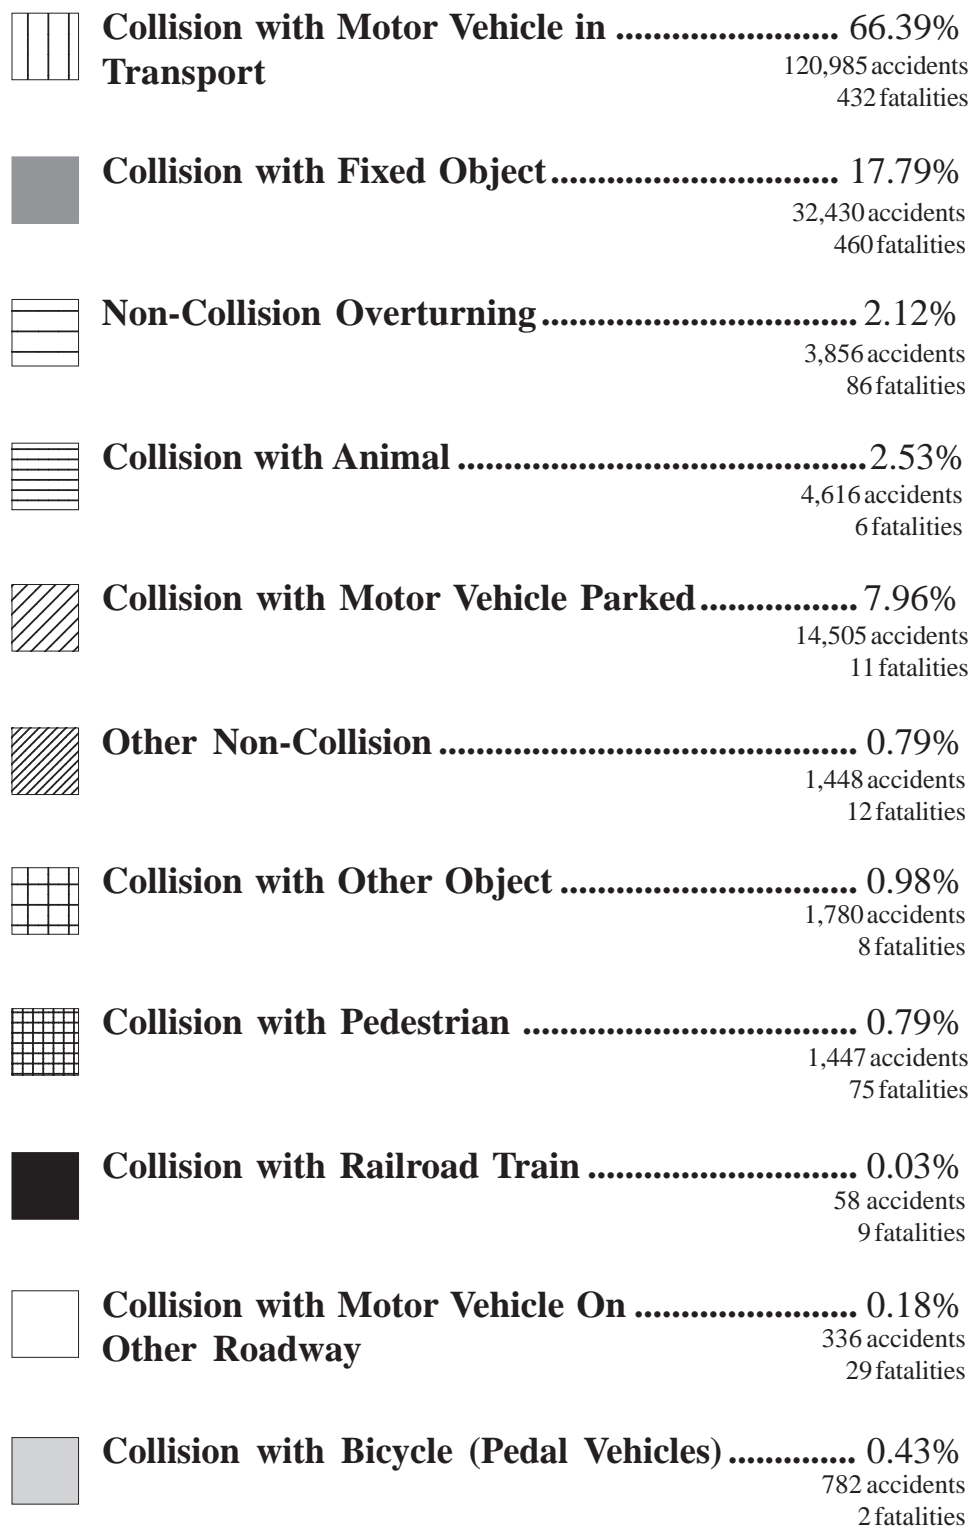 Collision with Motor Vehicle in ........................ 66.39%
Transport
120,985 accidents
432 fatalities
Collision with Fixed Object............................... 17.79%
32,430 accidents
460 fatalities
Non-Collision Overturning.................................. 2.12%
3,856 accidents
86 fatalities
Collision with Animal ............................................2.53%
4,616 accidents
6 fatalities
Collision with Motor Vehicle Parked................. 7.96%
14,505 accidents
11 fatalities
Other Non-Collision ............................................. 0.79%
1,448 accidents
12 fatalities
Collision with Other Object ................................ 0.98%
1,780 accidents
8 fatalities
Collision with Pedestrian .................................... 0.79%
1,447 accidents
75 fatalities
Collision with Railroad Train ............................. 0.03%
58 accidents
9 fatalities
Collision with Motor Vehicle On ........................ 0.18%
Other Roadway
336 accidents
29 fatalities
Collision with Bicycle (Pedal Vehicles) .............. 0.43%
782 accidents
2 fatalities